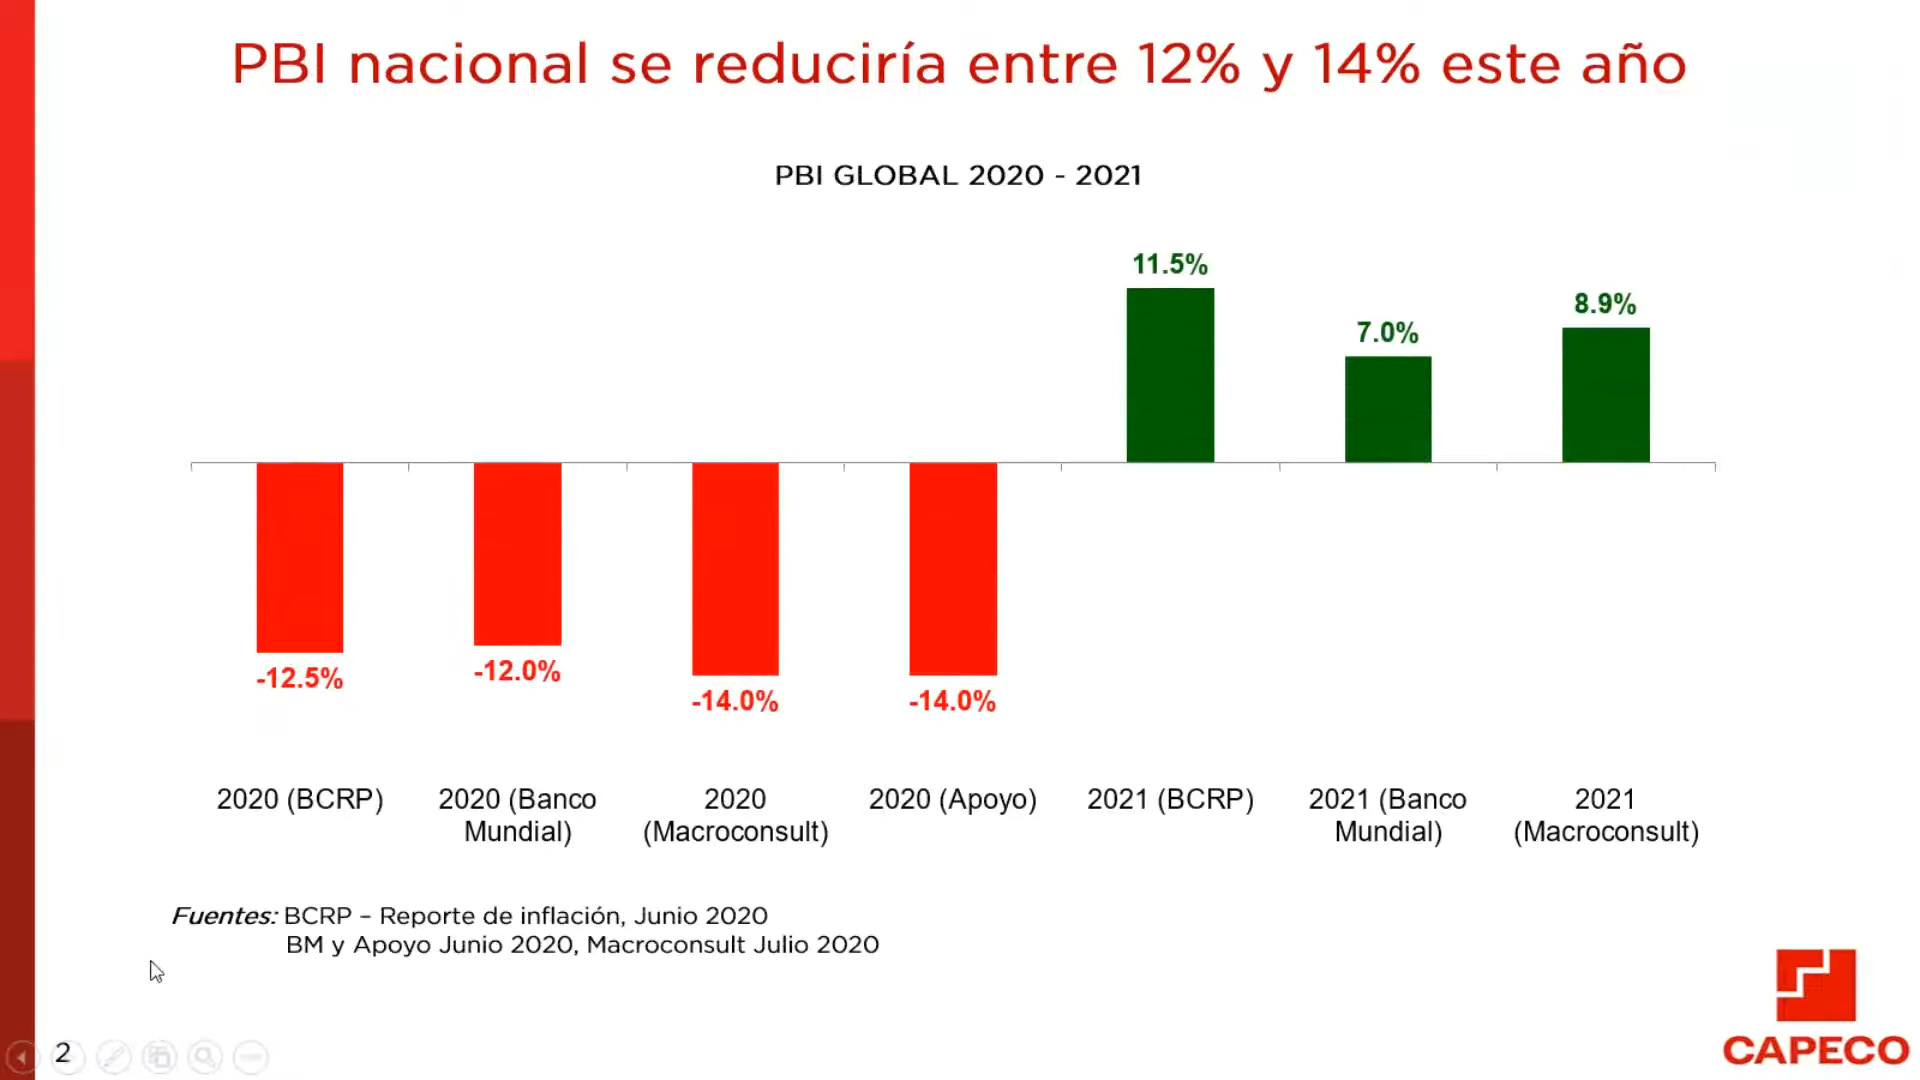 PBI nacional se reduciría entre 12% y 14% este año
PBI GLOBAL 2020 - 2021
11.5%
8.9%
7.0%
-12.5%
-12.0%
-14.0%
-14.0%
2020 (BCRP)
2020 (Banco
Mundial)
2020
(Macroconsult)
2020 (Apoyo)
2021 (BCRP)
2021 (Banco
Mundial)
2021
(Macroconsult)
Fuentes: BCRP – Reporte de inflación, Junio 2020
BM y Apoyo Junio 2020, Macroconsult Julio 2020
CAPECO
2